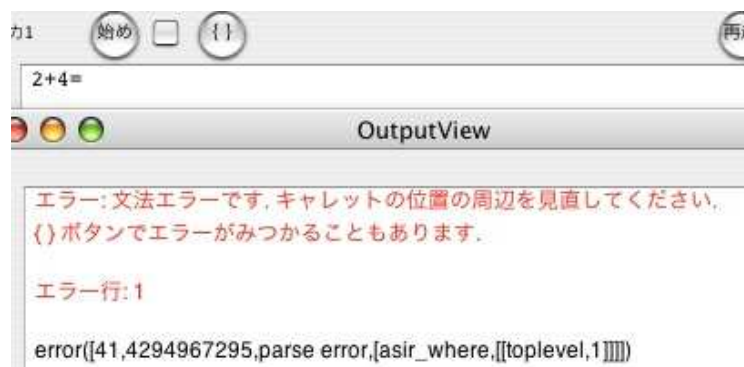 力1 始め { }
2+4=
OutputView
エラー: 文法エラーです. キャレットの位置の周辺を見直してください.
{ } ボタンでエラーがみつかることもあります.
エラー行: 1
error([41,4294967295,parse error,[asir_where,[[toplevel,1]]]])